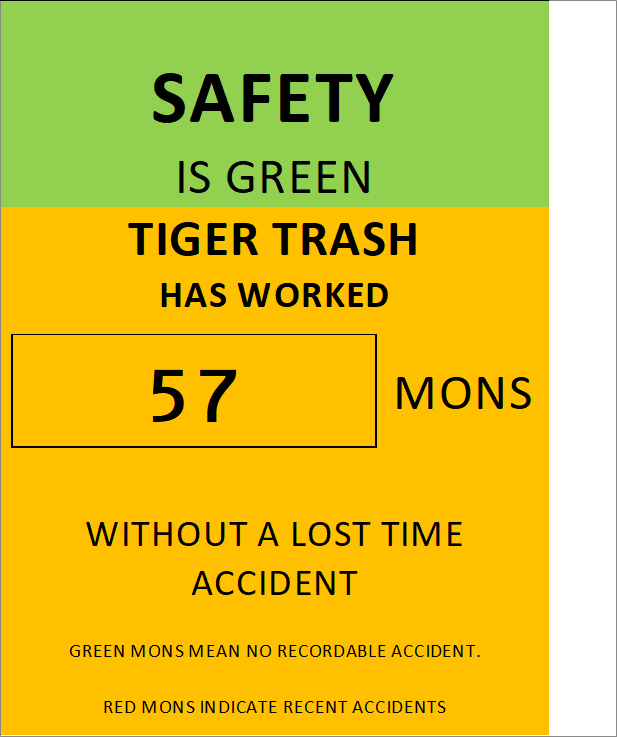 SAFETY
IS GREEN
TIGER TRASH
HAS WORKED
57 MONS
WITHOUT A LOST TIME
ACCIDENT
GREEN MONS MEAN NO RECORDABLE ACCIDENT.
RED MONS INDICATE RECENT ACCIDENTS